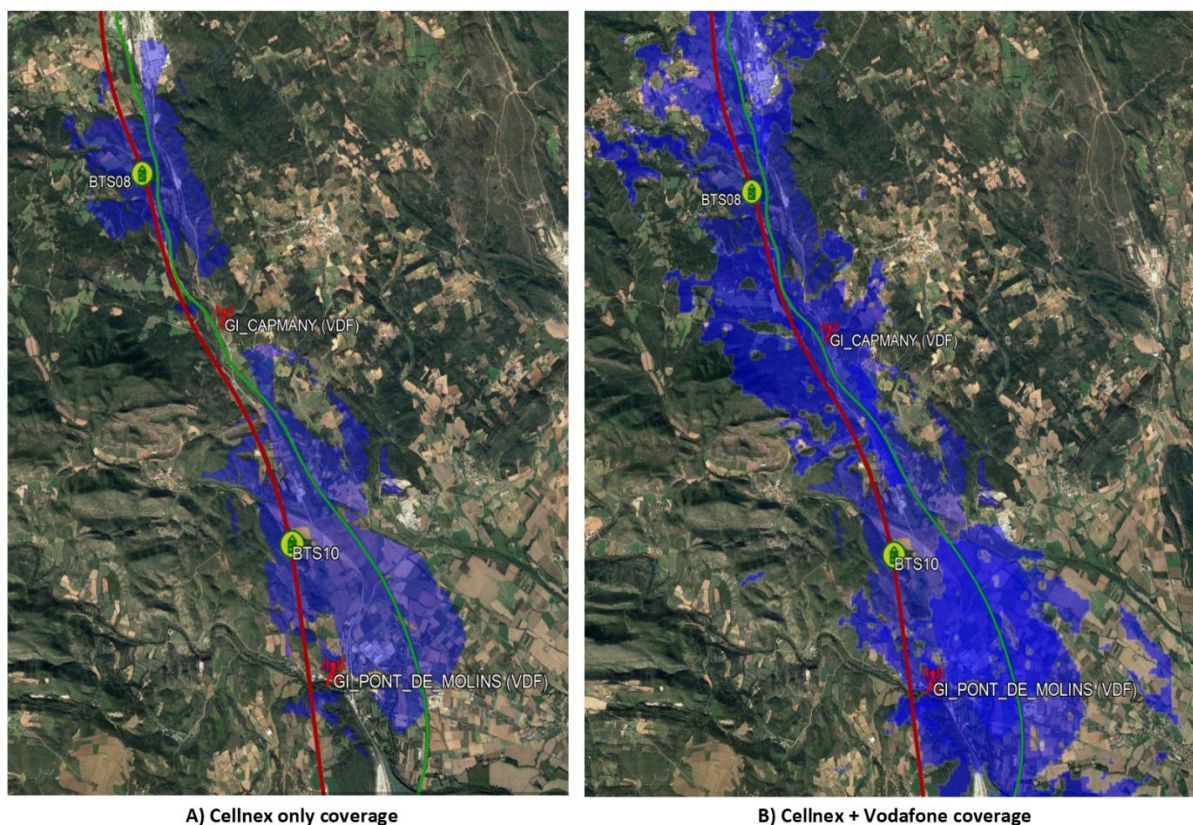 BTS08
GI_CAPMANY (VDF)
BTS10
GI_PONT_DE_MOLINS (VDF)
A) Cellnex only coverage
BTS08
GI_CAPMANY (VDF)
BTS10
GI_PONT_DE_MOLINS (VDF)
B) Cellnex + Vodafone coverage